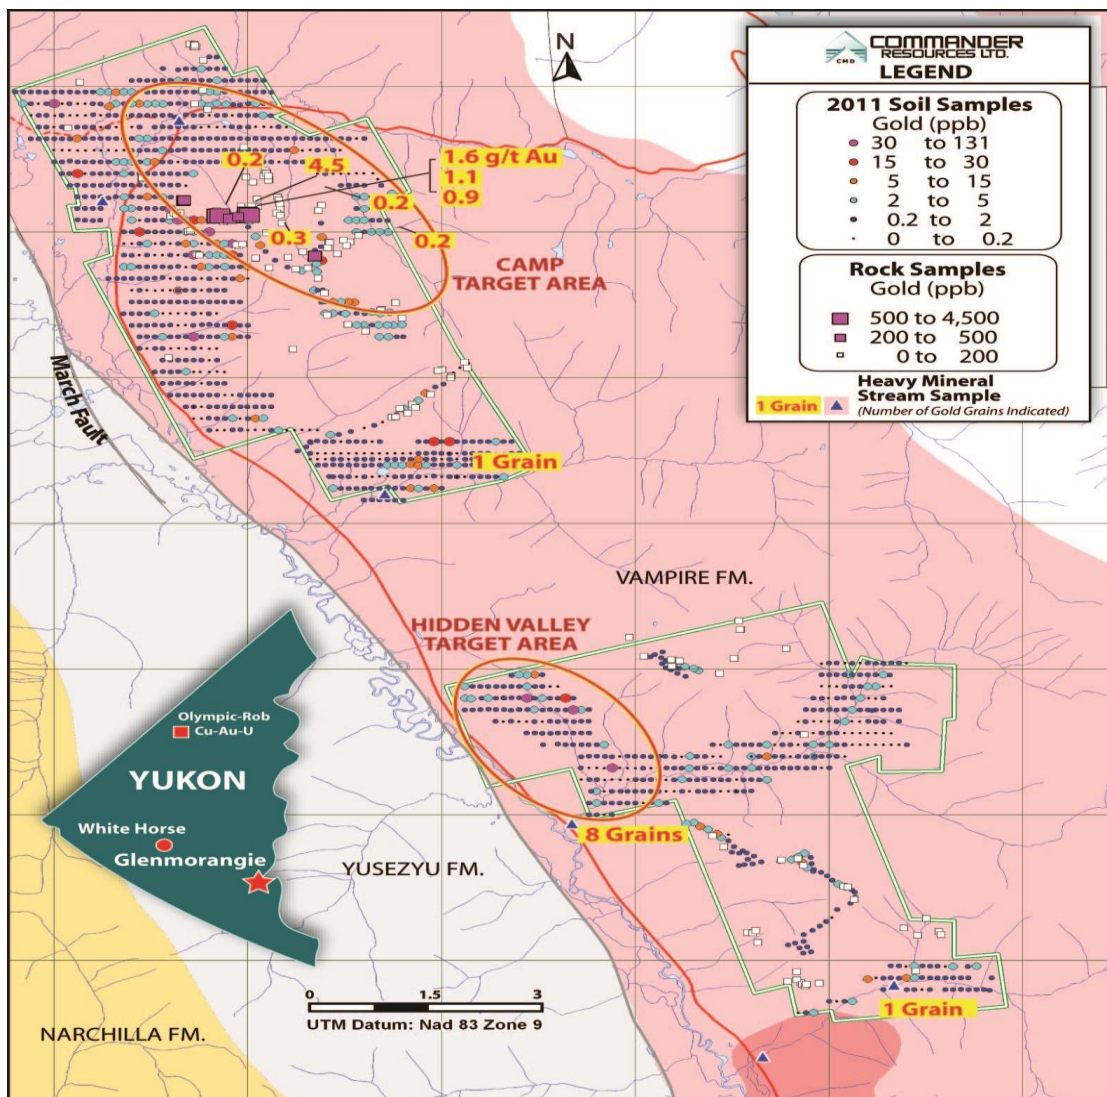 N
COMMANDER
RESOURCES LTD.
CMD
LEGEND
2011 Soil Samples
Gold (ppb)
30 to 131
15 to 30
5 to 15
2 to 5
0.2 to 2
0 to 0.2
Rock Samples
Gold (ppb)
500 to 4,500
200 to 500
0 to 200
Heavy Mineral
Stream Sample
1 Grain
(Number of Gold Grains Indicated)
0.2
4.5
1.6 g/t Au
1.1
0.9
0.2
0.3
0.2
CAMP
TARGET AREA
March Fault
1 Grain
VAMPIRE FM.
HIDDEN VALLEY
TARGET AREA
8 Grains
Olympic-Rob
Cu-Au-U
YUKON
White Horse
Glenmorangie
YUSEZYU FM.
0 1.5 3
UTM Datum: Nad 83 Zone 9
NARCHILLA FM.
1 Grain